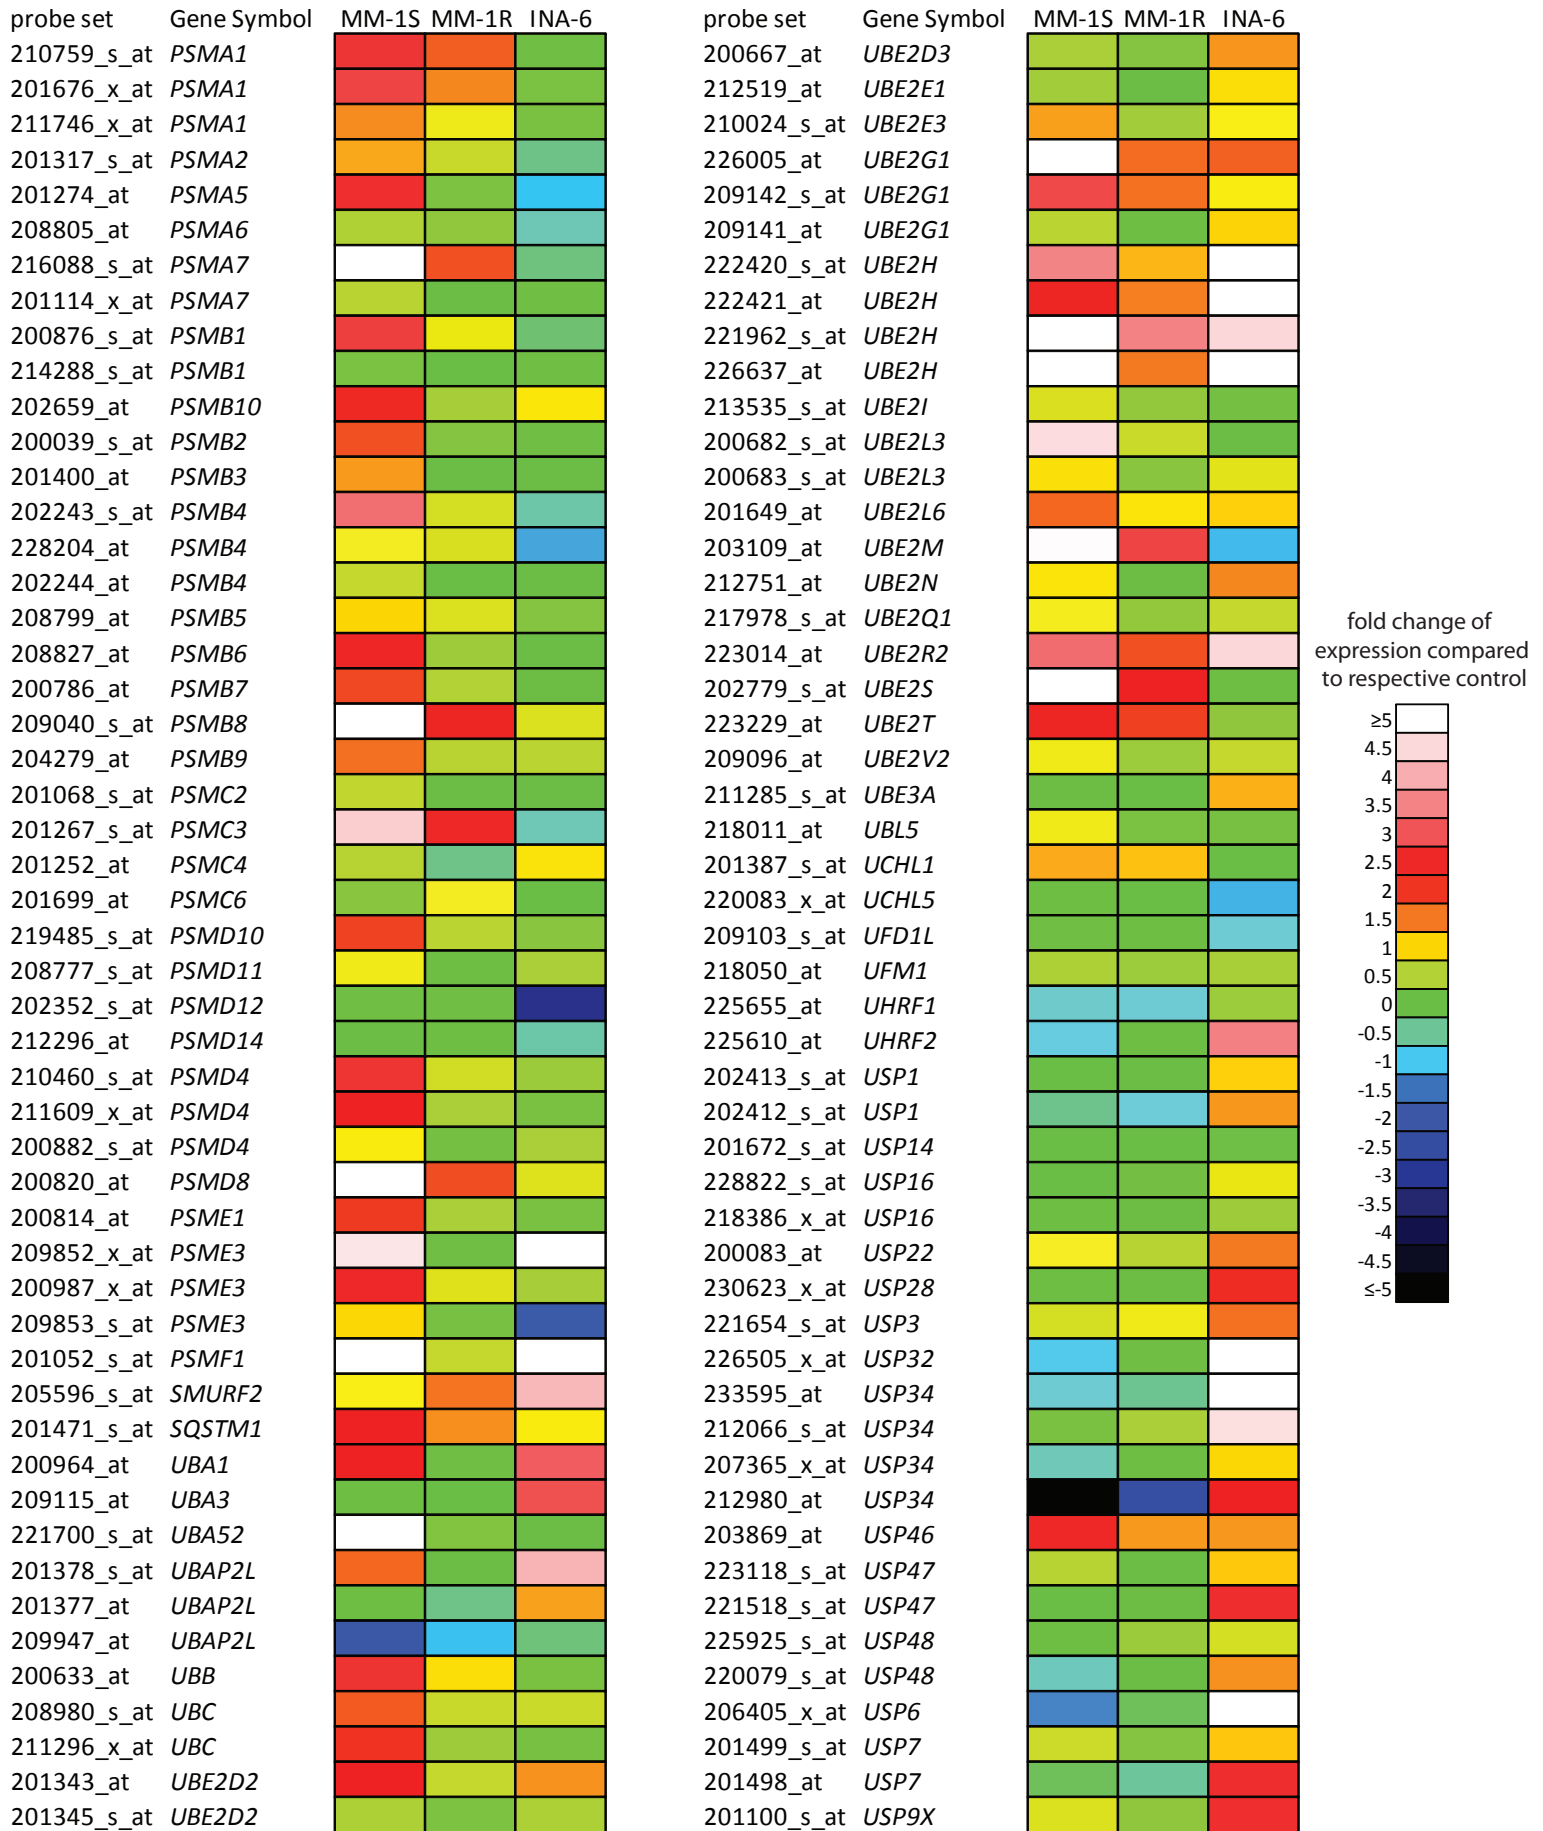 probe set Gene Symbol MM-1S MM-1R INA-6
210759_s_at PSMA1
201676_x_at PSMA1
211746_x_at PSMA1
201317_s_at PSMA2
201274_at PSMA5
208805_at PSMA6
216088_s_at PSMA7
201114_x_at PSMA7
200876_s_at PSMB1
214288_s_at PSMB1
202659_at PSMB10
200039_s_at PSMB2
201400_at PSMB3
202243_s_at PSMB4
228204_at PSMB4
202244_at PSMB4
208799_at PSMB5
208827_at PSMB6
200786_at PSMB7
209040_s_at PSMB8
204279_at PSMB9
201068_s_at PSMC2
201267_s_at PSMC3
201252_at PSMC4
201699_at PSMC6
219485_s_at PSMD10
208777_s_at PSMD11
202352_s_at PSMD12
212296_at PSMD14
210460_s_at PSMD4
211609_x_at PSMD4
200882_s_at PSMD4
200820_at PSMD8
200814_at PSME1
209852_x_at PSME3
200987_x_at PSME3
209853_s_at PSME3
201052_s_at PSMF1
205596_s_at SMURF2
201471_s_at SQSTM1
200964_at UBA1
209115_at UBA3
221700_s_at UBA52
201378_s_at UBAP2L
201377_at UBAP2L
209947_at UBAP2L
200633_at UBB
208980_s_at UBC
211296_x_at UBC
201343_at UBE2D2
201345_s_at UBE2D2
probe set Gene Symbol MM-1S MM-1R INA-6
200667_at UBE2D3
212519_at UBE2E1
210024_s_at UBE2E3
226005_at UBE2G1
209142_s_at UBE2G1
209141_at UBE2G1
222420_s_at UBE2H
222421_at UBE2H
221962_s_at UBE2H
226637_at UBE2H
213535_s_at UBE2I
200682_s_at UBE2L3
200683_s_at UBE2L3
201649_at UBE2L6
203109_at UBE2M
212751_at UBE2N
217978_s_at UBE2Q1
223014_at UBE2R2
202779_s_at UBE2S
223229_at UBE2T
209096_at UBE2V2
211285_s_at UBE3A
218011_at UBL5
201387_s_at UCHL1
220083_x_at UCHL5
209103_s_at UFD1L
218050_at UFM1
225655_at UHRF1
225610_at UHRF2
202413_s_at USP1
202412_s_at USP1
201672_s_at USP14
228822_s_at USP16
218386_x_at USP16
200083_at USP22
230623_x_at USP28
221654_s_at USP3
226505_x_at USP32
233595_at USP34
212066_s_at USP34
207365_x_at USP34
212980_at USP34
203869_at USP46
223118_s_at USP47
221518_s_at USP47
225925_s_at USP48
220079_s_at USP48
206405_x_at USP6
201499_s_at USP7
201498_at USP7
201100_s_at USP9X
fold change of
expression compared
to respective control
≥5
4.5
4
3.5
3
2.5
2
1.5
1
0.5
0
-0.5
-1
-1.5
-2
-2.5
-3
-3.5
-4
-4.5
≤-5